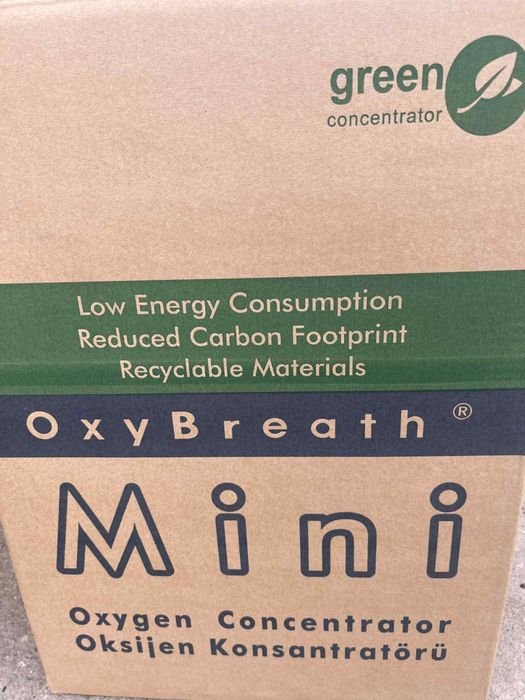 green
concentrator
Low Energy Consumption
Reduced Carbon Footprint
Recyclable Materials
OxyBreath ®
Mini
Oxygen Concentrator
Oksijen Konsantratörü